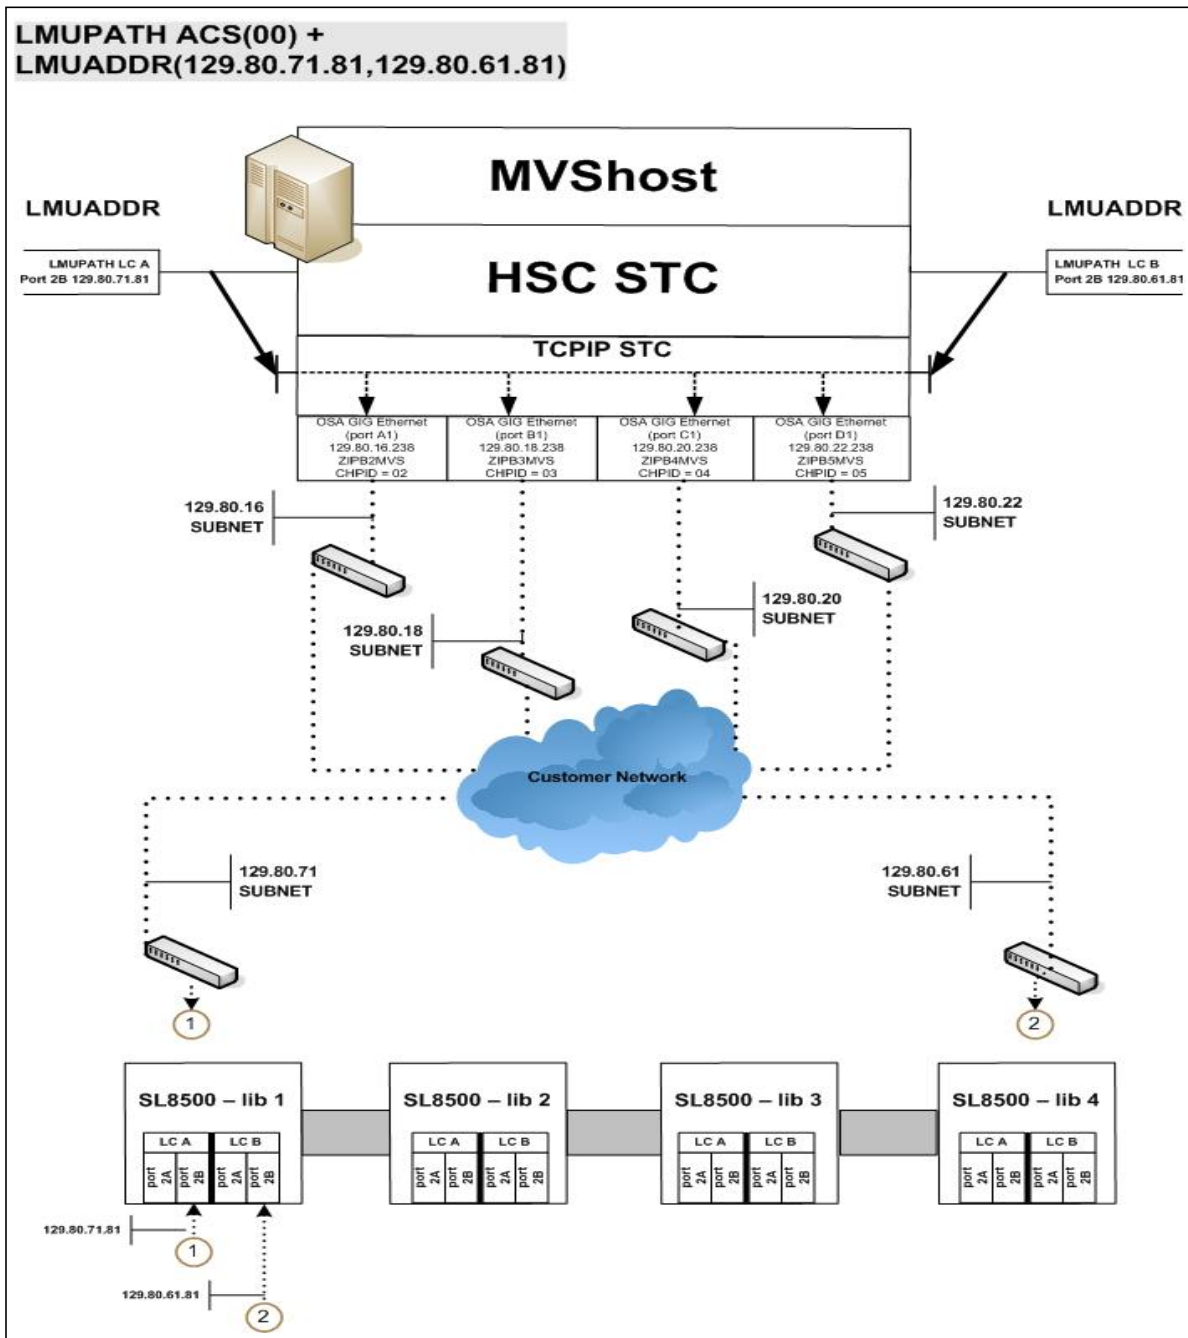 LMUPATH ACS(00) +
LMUADDR(129.80.71.81,129.80.61.81)
MVShost
LMUADDR
LMUADDR
LMUPATH LC A
Port 2B 129.80.71.81
HSC STC
LMUPATH LC B
Port 2B 129.80.61.81
TCPIP STC
OSA GIG Ethernet
(port A1)
129.80.16.238
ZIPB2MVS
CHPID = 02
OSA GIG Ethernet
(port B1)
129.80.18.238
ZIPB3MVS
CHPID = 03
OSA GIG Ethernet
(port C1)
129.80.20.238
ZIPB4MVS
CHPID = 04
OSA GIG Ethernet
(port D1)
129.80.22.238
ZIPB5MVS
CHPID = 05
129.80.16
SUBNET
129.80.22
SUBNET
129.80.18
SUBNET
129.80.20
SUBNET
Customer Network
129.80.71
SUBNET
129.80.61
SUBNET
1
2
SL8500 – lib 1
LC A
LC B
port 2A
port 2B
port 2A
port 2B
SL8500 – lib 2
LC A
LC B
port 2A
port 2B
port 2A
port 2B
SL8500 – lib 3
LC A
LC B
port 2A
port 2B
port 2A
port 2B
SL8500 – lib 4
LC A
LC B
port 2A
port 2B
port 2A
port 2B
129.80.71.81
1
129.80.61.81
2